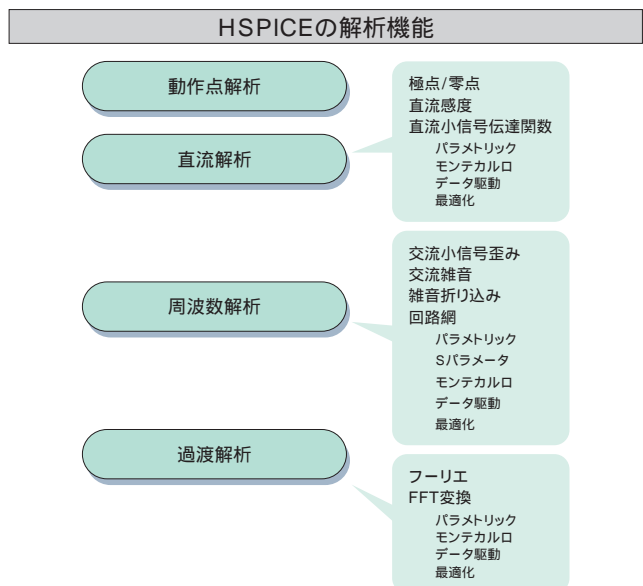 HSPICEの解析機能
動作点解析
直流解析
極点/零点
直流感度
直流小信号伝達関数
パラメトリック
モンテカルロ
データ駆動
最適化
周波数解析
交流小信号歪み
交流雑音
雑音折り込み
回路網
パラメトリック
Sパラメータ
モンテカルロ
データ駆動
最適化
過渡解析
フーリエ
FFT変換
パラメトリック
モンテカルロ
データ駆動
最適化